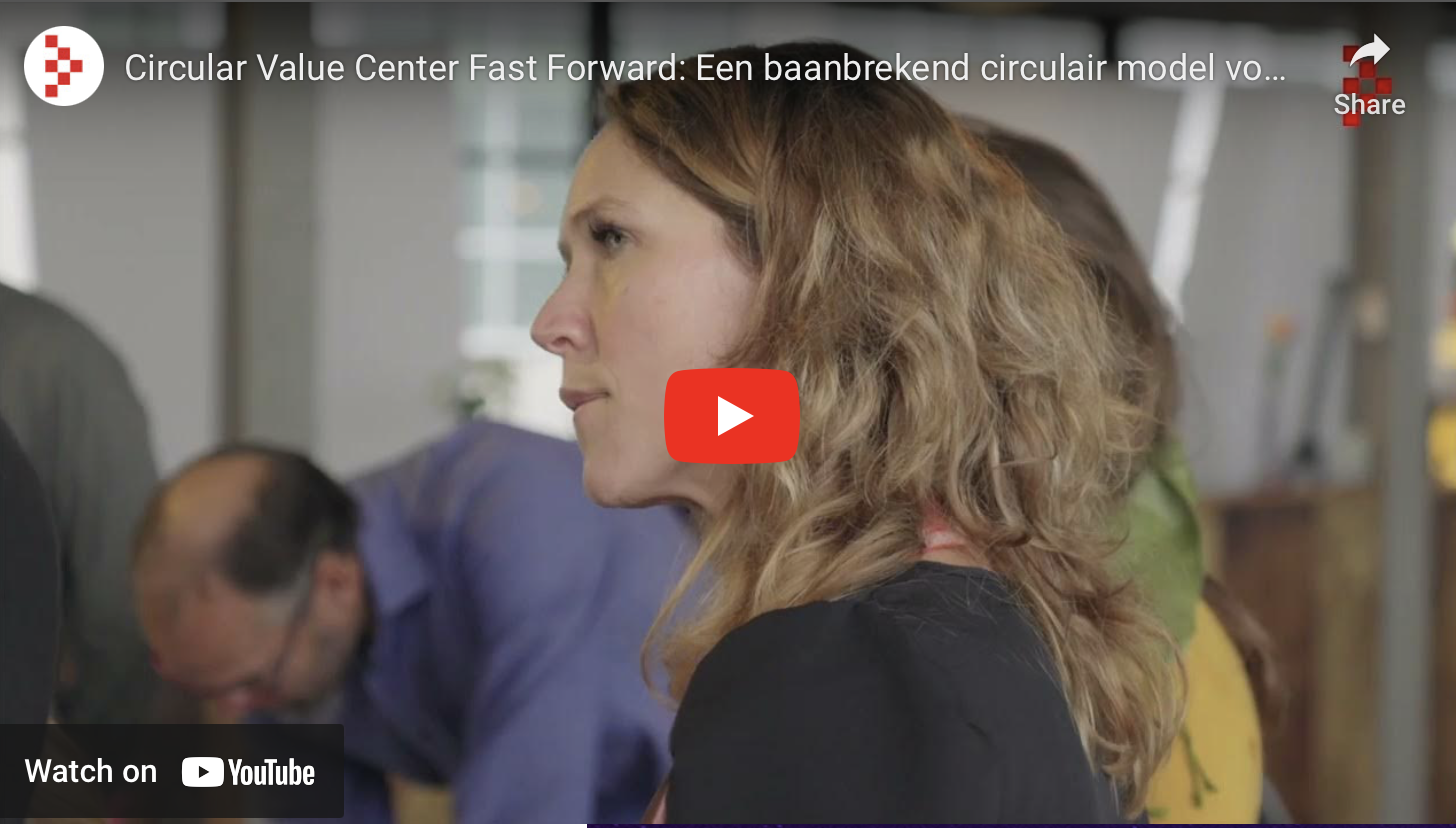 Circular Value Center Fast Forward: Een baanbrekend circulair model vo…
Share
Watch on YouTube